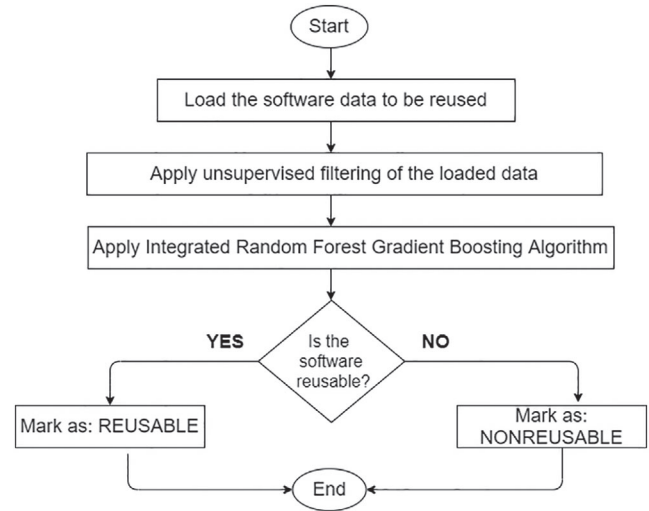 Start
Load the software data to be reused
Apply unsupervised filtering of the loaded data
Apply Integrated Random Forest Gradient Boosting Algorithm
YES
Is the
software
reusable?
NO
Mark as: REUSABLE
Mark as:
NONREUSABLE
End